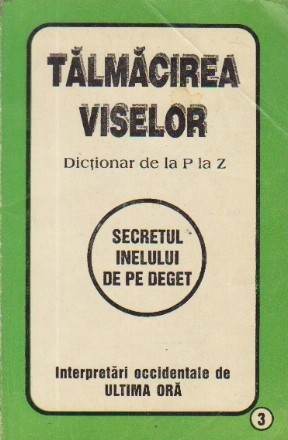 TĂLMĂCIREA
VISELOR
Dicționar de la P la Z
SECRETUL
INELULUI
DE PE DEGET
Interpretări occidentale de
ULTIMA ORĂ
3